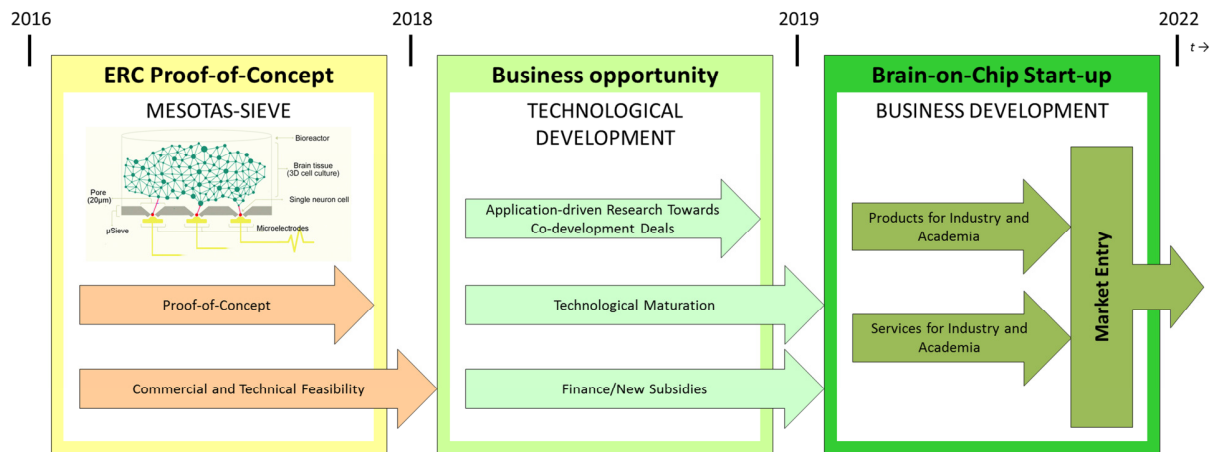 2016
2018
2019
2022
t →
ERC Proof-of-Concept
MESOTAS-SIEVE
Bioreactor
Brain tissue
(3D cell culture)
Pore
(20µm)
Single neuron cell
µSieve
Microelectrodes
Proof-of-Concept
Commercial and Technical Feasibility
Business opportunity
TECHNOLOGICAL
DEVELOPMENT
Application-driven Research Towards
Co-development Deals
Technological Maturation
Finance/New Subsidies
Brain-on-Chip Start-up
BUSINESS DEVELOPMENT
Products for Industry and
Academia
Services for Industry and
Academia
Market Entry